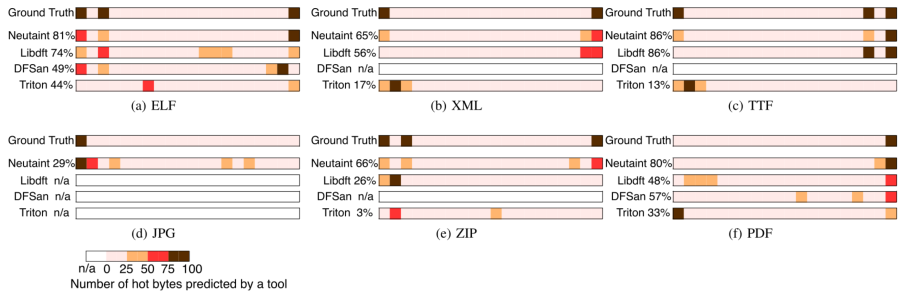 Ground Truth
Neutaint 81%
Libdft 74%
DFSan 49%
Triton 44%
(a) ELF
Ground Truth
Neutaint 65%
Libdft 56%
DFSan n/a
Triton 17%
(b) XML
Ground Truth
Neutaint 86%
Libdft 86%
DFSan n/a
Triton 13%
(c) TTF
Ground Truth
Neutaint 29%
Libdft n/a
DFSan n/a
Triton n/a
(d) JPG
Ground Truth
Neutaint 66%
Libdft 26%
DFSan n/a
Triton 3%
(e) ZIP
Ground Truth
Neutaint 80%
Libdft 48%
DFSan 57%
Triton 33%
(f) PDF
n/a 0 25 50 75 100
Number of hot bytes predicted by a tool